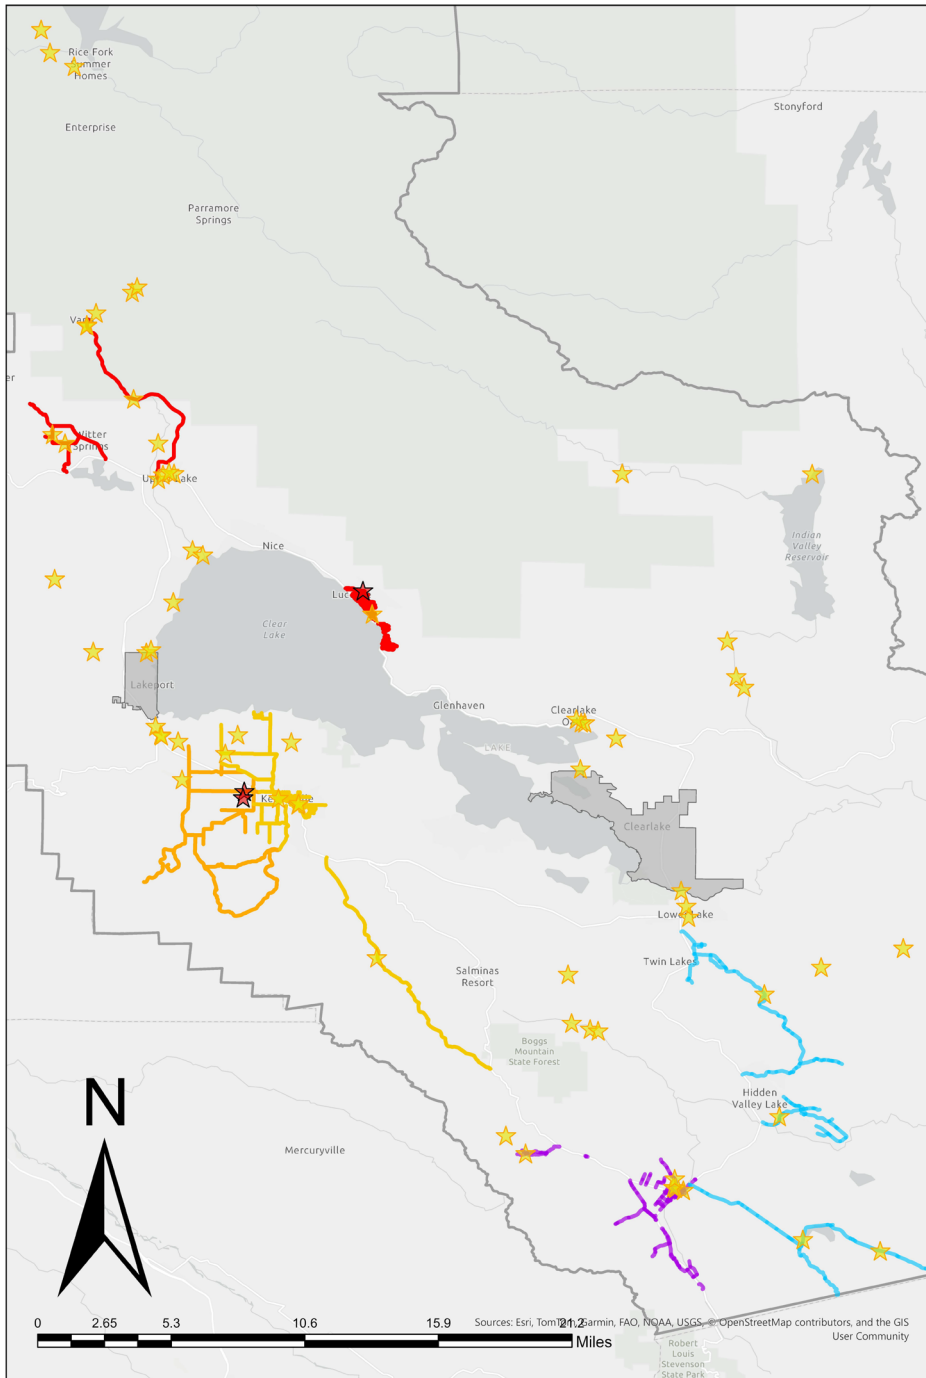 Rice Fork
Summer
Homes
Enterprise
Stonyford
Parramore
Springs
er
Witter
Springs
Nice
Indian
Valley
Reservoir
Clear
Lake
Lakeport
Glenhaven
Clearlake
LAKE
Clearlake
Lower Lake
Twin Lakes
Salminas
Resort
Boggs
Mountain
State Forest
Hidden
Valley Lake
N
Mercuryville
0 2.65 5.3 10.6 15.9 21.2
Miles
Sources: Esri, TomTom, Garmin, FAO, NOAA, USGS, © OpenStreetMap contributors, and the GIS
User Community
Robert
Louis
Stevenson
State Park